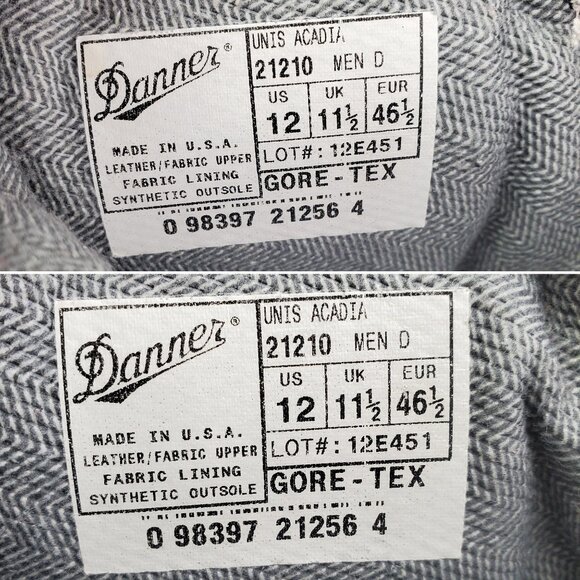 Danner®
MADE IN U.S.A.
LEATHER/FABRIC UPPER
FABRIC LINING
SYNTHETIC OUTSOLE
UNIS ACADIA
21210 MEN D
US UK EUR
12 11½ 46½
LOT#: 12E451
GORE-TEX
0 98397 21256 4
Danner®
MADE IN U.S.A.
LEATHER/FABRIC UPPER
FABRIC LINING
SYNTHETIC OUTSOLE
UNIS ACADIA
21210 MEN D
US UK EUR
12 11½ 46½
LOT#: 12E451
GORE-TEX
0 98397 21256 4